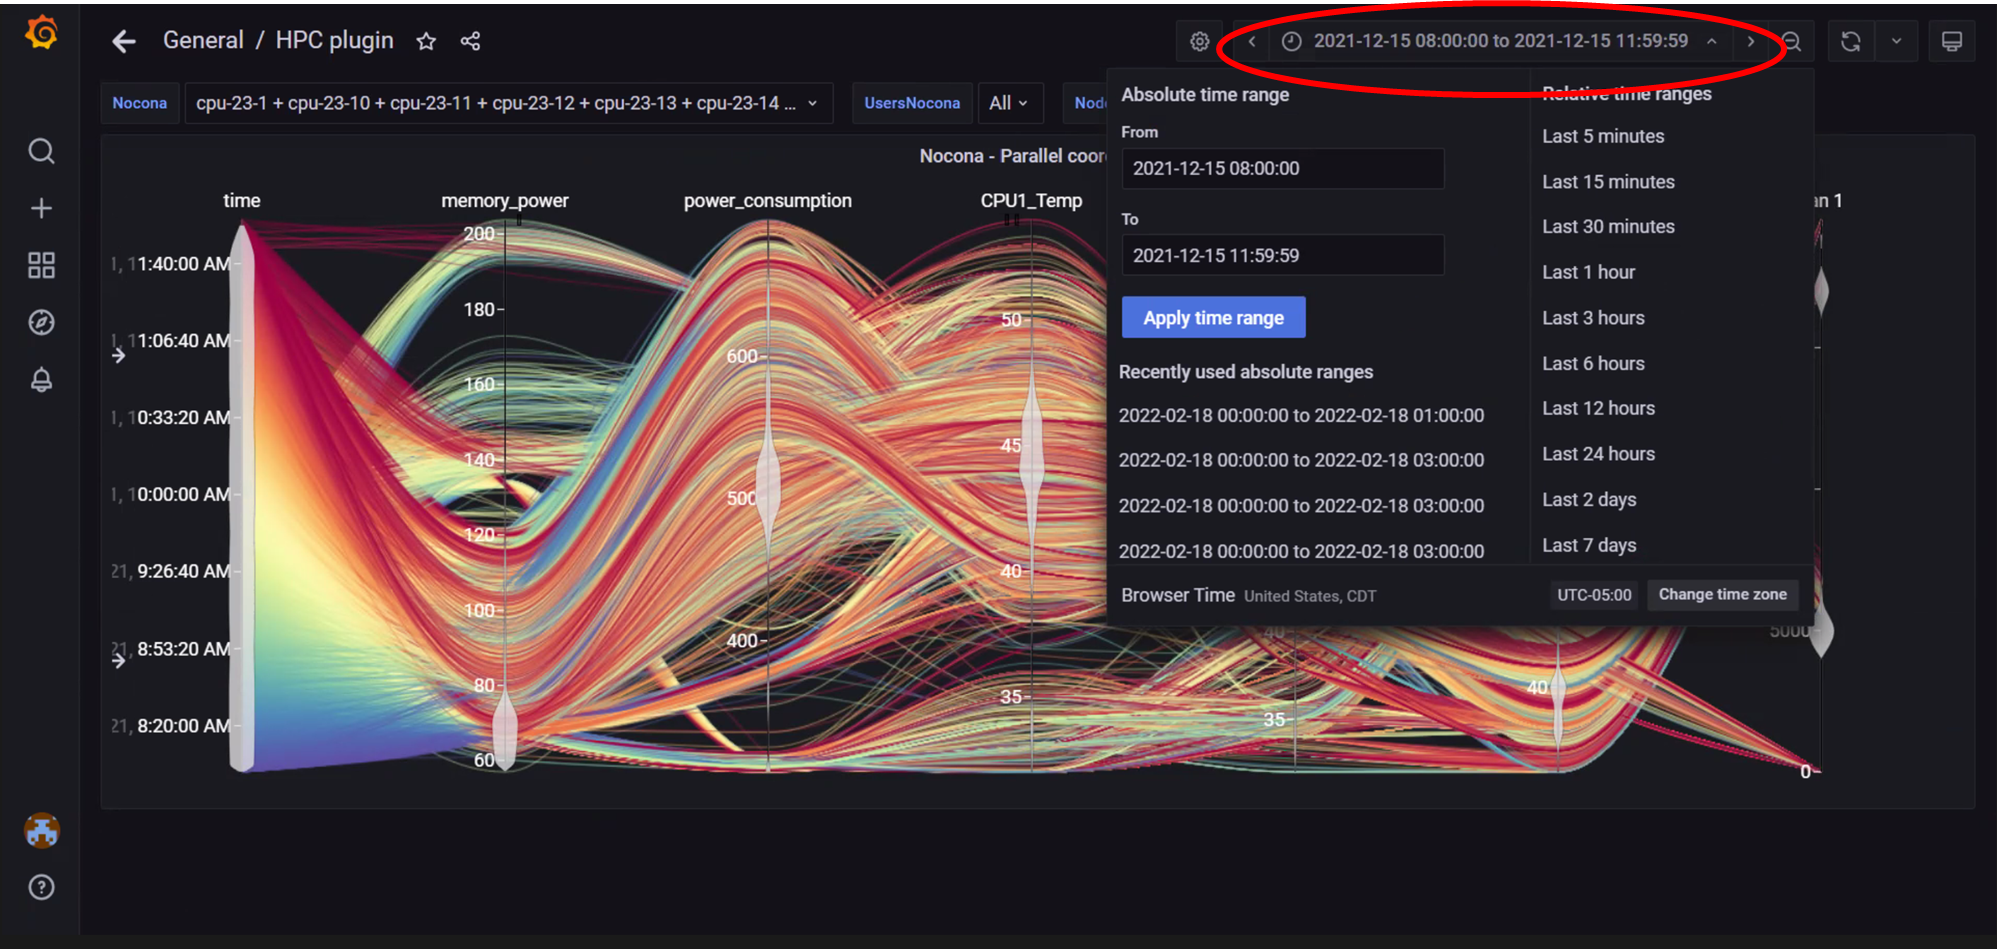 General / HPC plugin
2021-12-15 08:00:00 to 2021-12-15 11:59:59
Nocona
cpu-23-1 + cpu-23-10 + cpu-23-11 + cpu-23-12 + cpu-23-13 + cpu-23-14 ...
UsersNocona
All
Nod
Nocona - Parallel coor
time
memory_power
power_consumption
CPU1_Temp
an 1
1, 11:40:00 AM
1, 11:06:40 AM
1, 10:33:20 AM
1, 10:00:00 AM
21, 9:26:40 AM
21, 8:53:20 AM
21, 8:20:00 AM
200
180
160
140
120
100
80
60
600
500
400
50
45
40
35
40
35
40
5000
0
Absolute time range
From
2021-12-15 08:00:00
To
2021-12-15 11:59:59
Apply time range
Recently used absolute ranges
2022-02-18 00:00:00 to 2022-02-18 01:00:00
2022-02-18 00:00:00 to 2022-02-18 03:00:00
2022-02-18 00:00:00 to 2022-02-18 03:00:00
2022-02-18 00:00:00 to 2022-02-18 03:00:00
Relative time ranges
Last 5 minutes
Last 15 minutes
Last 30 minutes
Last 1 hour
Last 3 hours
Last 6 hours
Last 12 hours
Last 24 hours
Last 2 days
Last 7 days
Browser Time United States, CDT
UTC-05:00
Change time zone